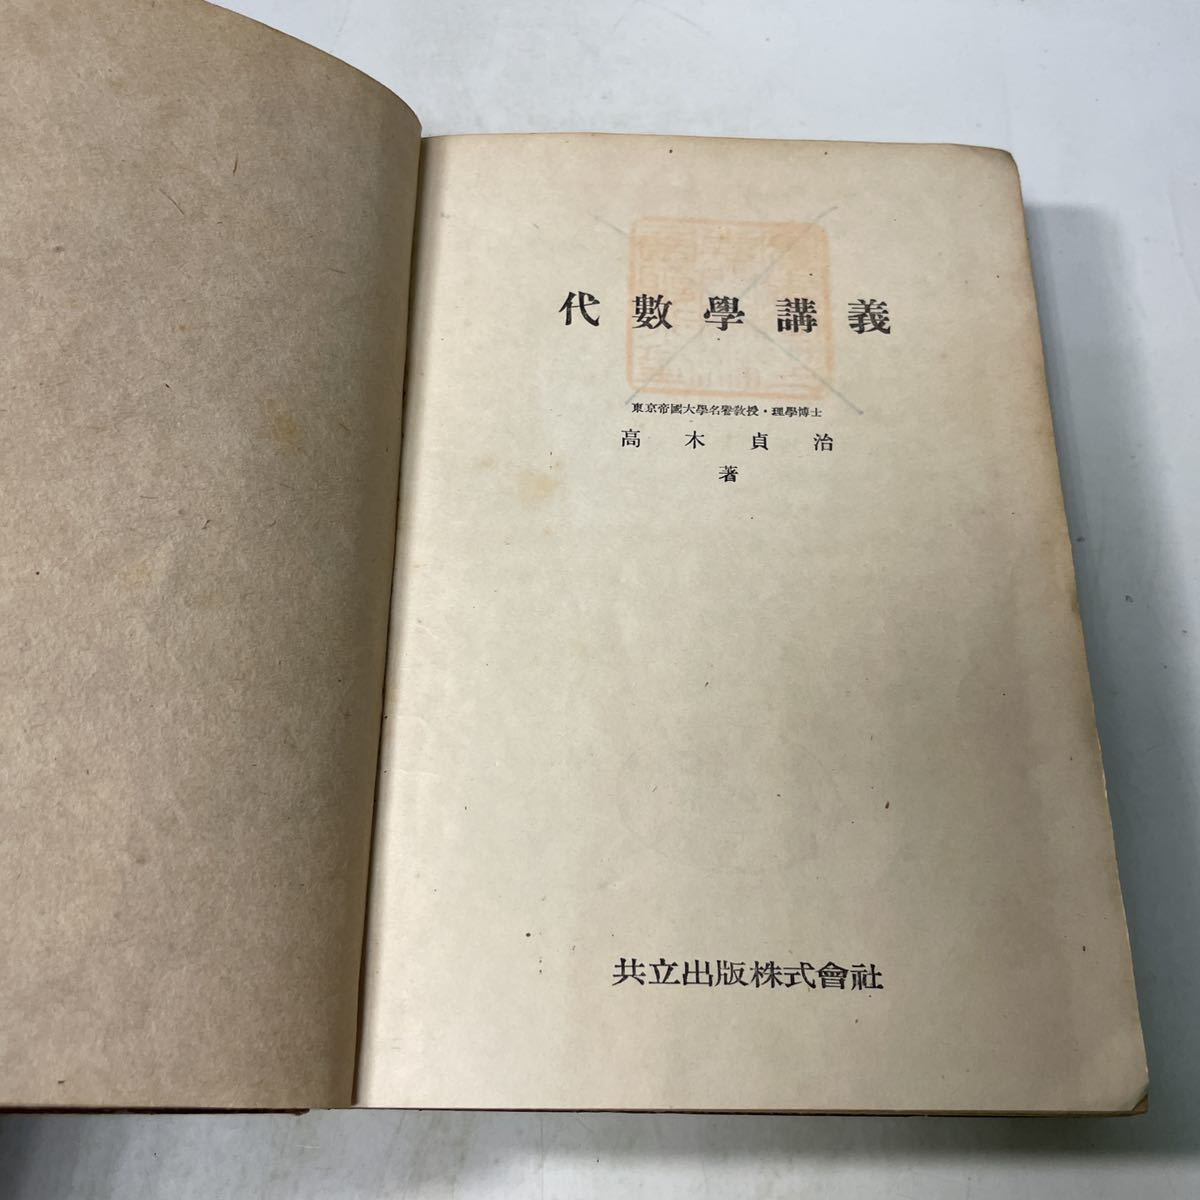 代數學講義
東京帝國大學名譽教授・理學博士
高木貞治
著
共立出版株式會社